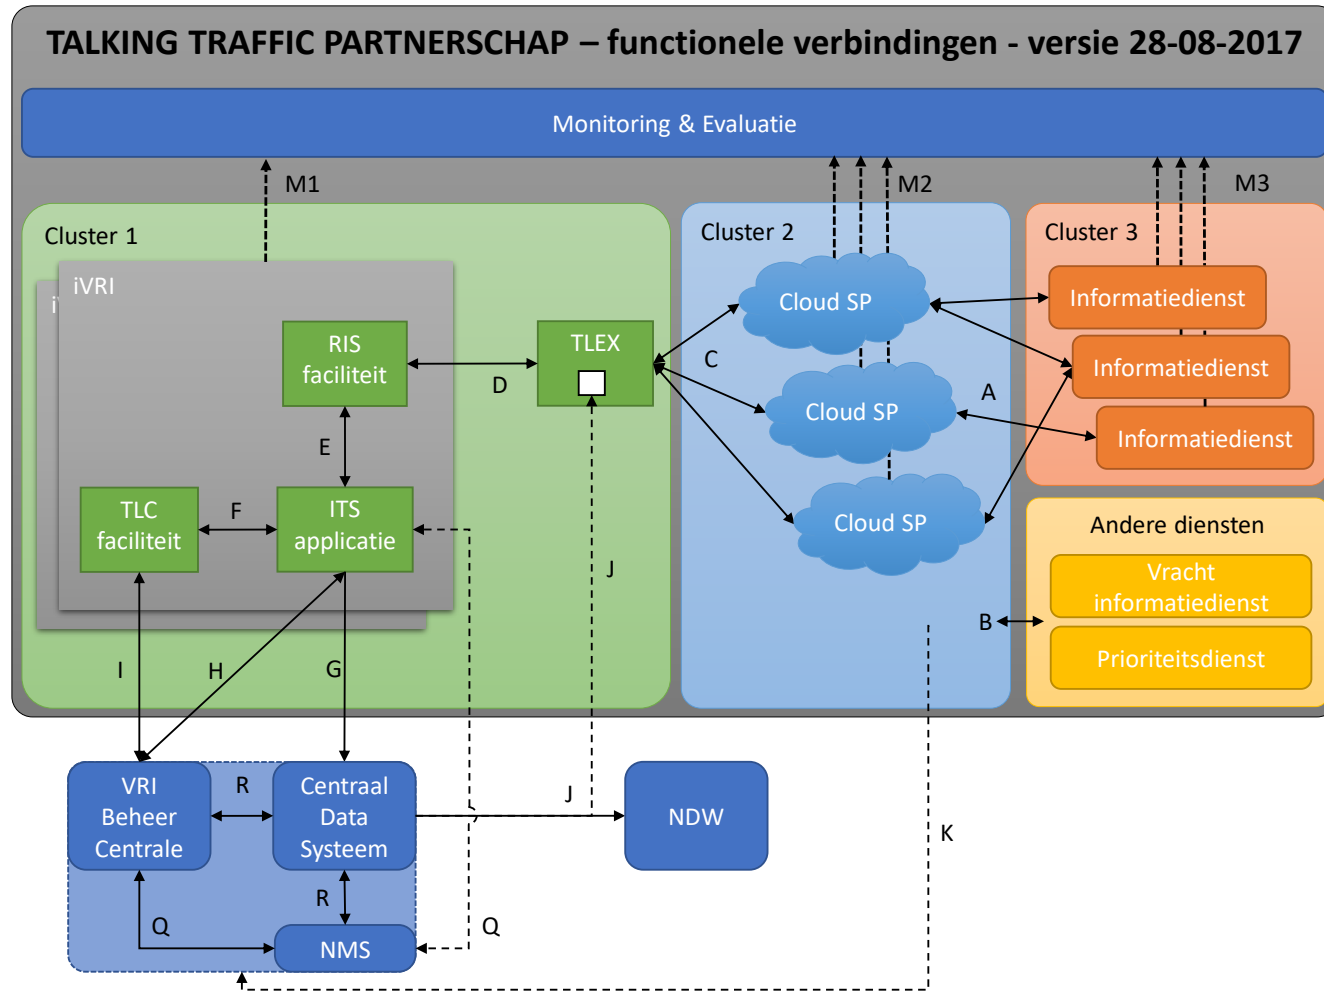 TALKING TRAFFIC PARTNERSCHAP – functionele verbindingen - versie 28-08-2017
Monitoring & Evaluatie
M1
M2
M3
Cluster 1
Cluster 2
Cluster 3
iVRI
RIS
faciliteit
TLEX
D
E
TLC
faciliteit
F
ITS
applicatie
C
Cloud SP
Cloud SP
Cloud SP
A
Informatiedienst
Informatiedienst
Informatiedienst
Andere diensten
Vracht
informatiedienst
Prioriteitsdienst
B
J
I
H
G
VRI
Beheer
Centrale
R
Centraal
Data
Systeem
J
NDW
K
R
Q
NMS
Q